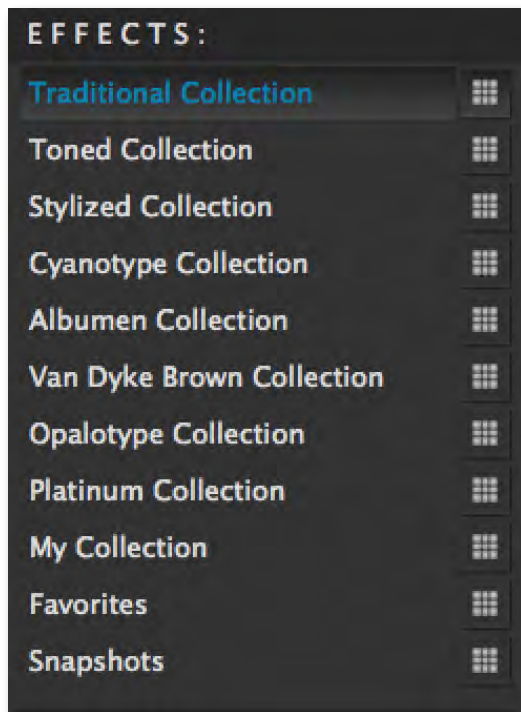 EFFECTS:
Traditional Collection
Toned Collection
Stylized Collection
Cyanotype Collection
Albumen Collection
Van Dyke Brown Collection
Opalotype Collection
Platinum Collection
My Collection
Favorites
Snapshots